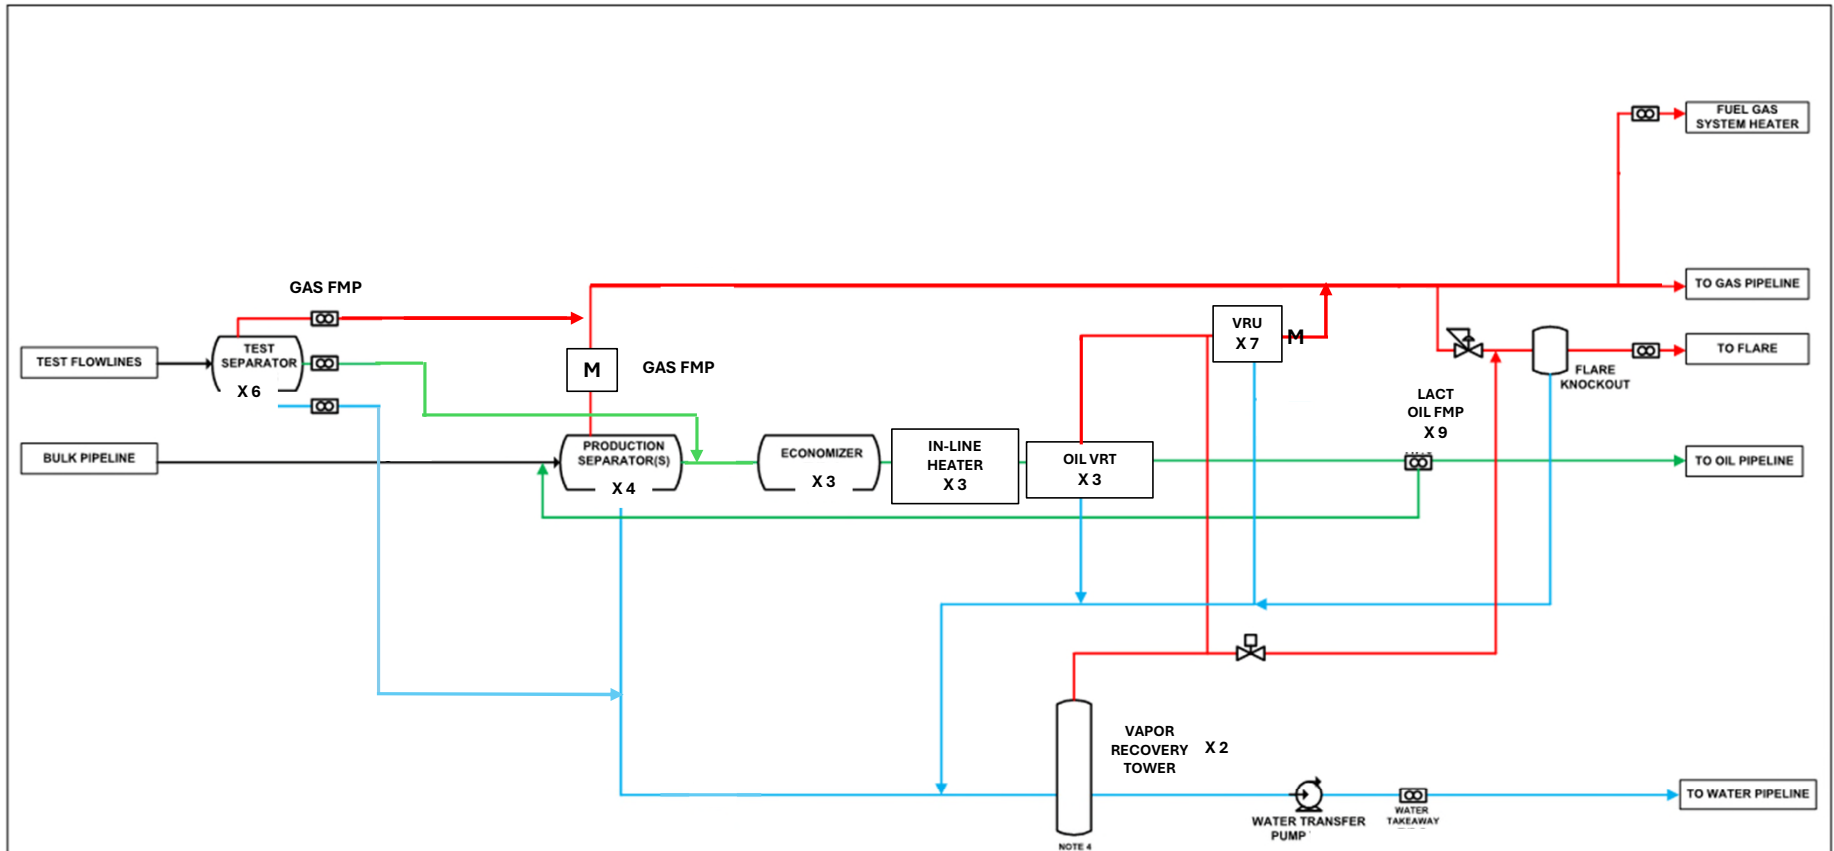 FUEL GAS
SYSTEM HEATER
GAS FMP
TO GAS PIPELINE
VRU
X 7
M
TEST FLOWLINES
TEST
SEPARATOR
X 6
M
GAS FMP
TO FLARE
FLARE
KNOCKOUT
LACT
OIL FMP
X 9
BULK PIPELINE
PRODUCTION
SEPARATOR(S)
X 4
ECONOMIZER
X 3
IN-LINE
HEATER
X 3
OIL VRT
X 3
TO OIL PIPELINE
VAPOR
RECOVERY
TOWER
X 2
WATER TRANSFER
PUMP
WATER
TAKEAWAY
TO WATER PIPELINE
NOTE 4